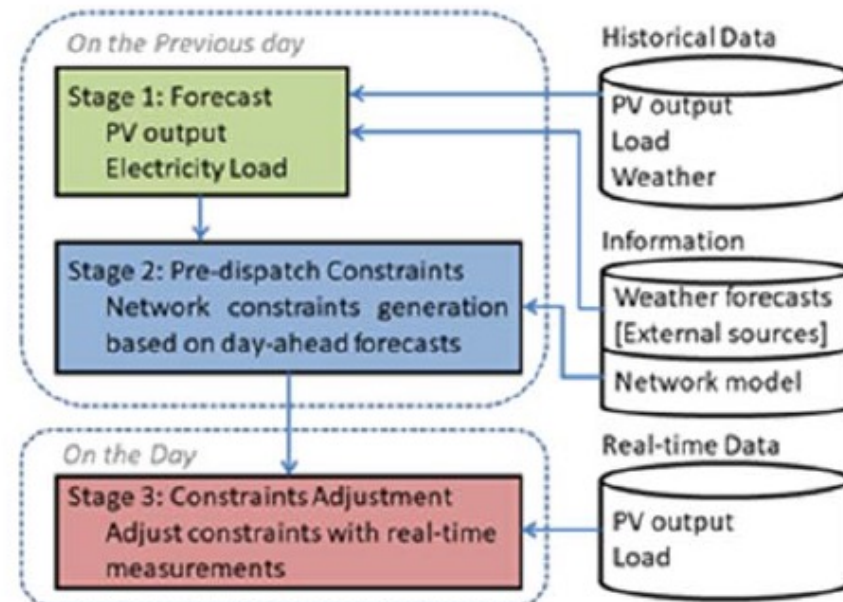 On the Previous day
Stage 1: Forecast
PV output
Electricity Load
Stage 2: Pre-dispatch Constraints
Network constraints generation
based on day-ahead forecasts
On the Day
Stage 3: Constraints Adjustment
Adjust constraints with real-time
measurements
Historical Data
PV output
Load
Weather
Information
Weather forecasts
[External sources]
Network model
Real-time Data
PV output
Load